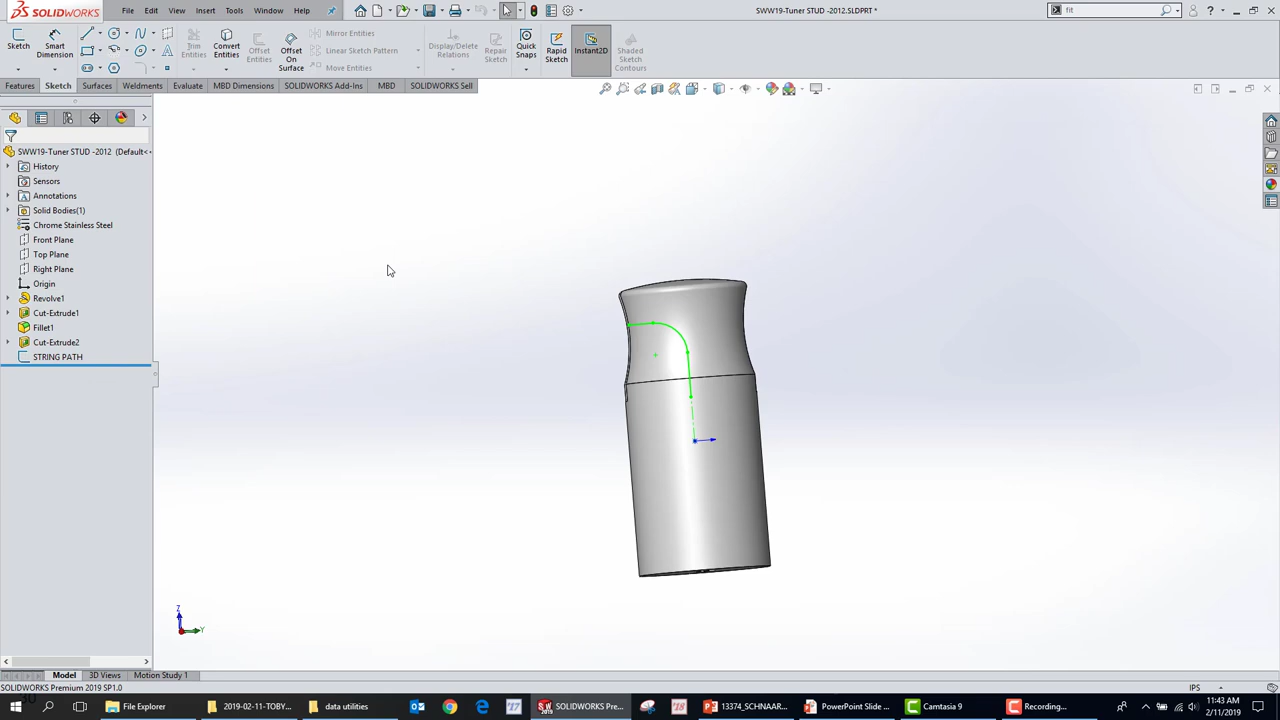 SOLIDWORKS File Edit View Insert Tools Window Help SWW19-Tuner STUD -2012.SLDPRT * fit
Sketch
Smart Dimension
Trim Entities
Convert Entities
Offset Entities
Offset On Surface
Mirror Entities
Linear Sketch Pattern
Move Entities
Display/Delete Relations
Repair Sketch
Quick Snaps
Rapid Sketch
Instant2D
Shaded Sketch Contours
Features Sketch Surfaces Weldments Evaluate MBD Dimensions SOLIDWORKS Add-Ins MBD SOLIDWORKS Sell
SWW19-Tuner STUD -2012 (Default<<
History
Sensors
Annotations
Solid Bodies(1)
Chrome Stainless Steel
Front Plane
Top Plane
Right Plane
Origin
Revolve1
Cut-Extrude1
Fillet1
Cut-Extrude2
STRING PATH
Z
Y
Model 3D Views Motion Study 1
SOLIDWORKS Premium 2019 SP1.0 IPS
File Explorer 2019-02-11-TOBY... data utilities '17 SOLIDWORKS Pre... '18 13374_SCHNAAR... PowerPoint Slide ... Camtasia 9 Recording... 11:43 AM
2/11/2019